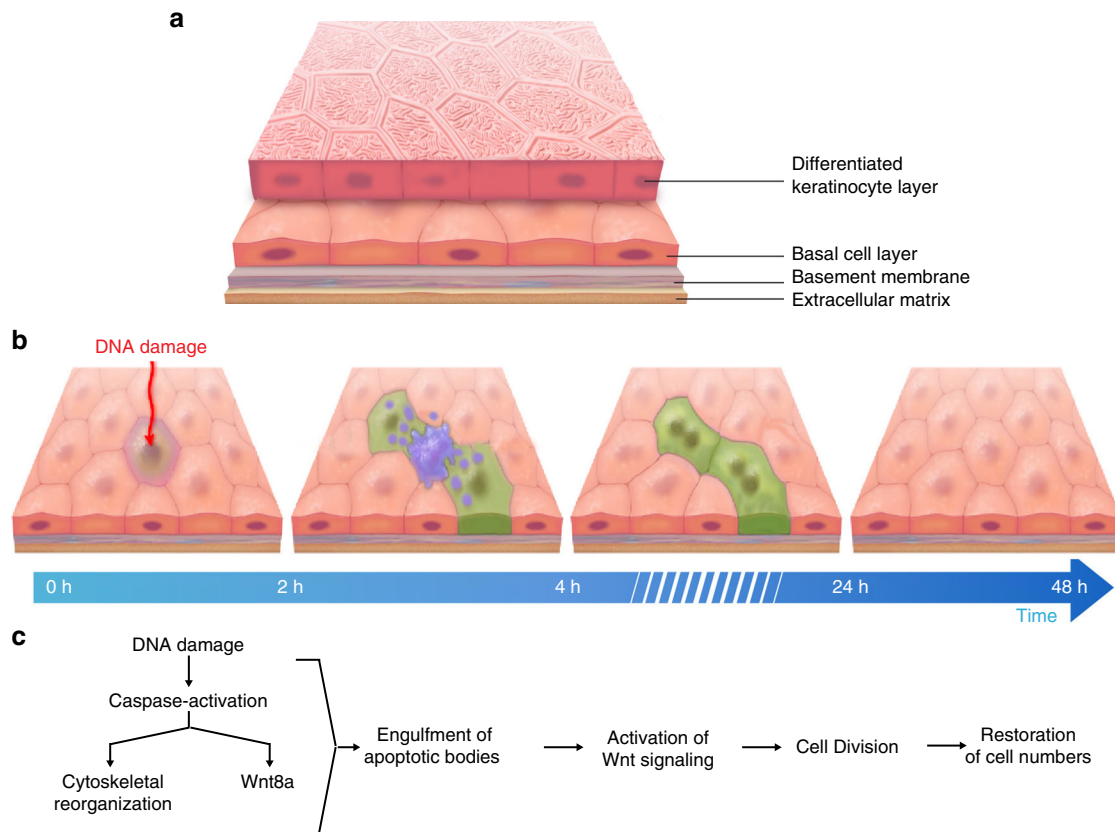 a
Differentiated
keratinocyte layer
Basal cell layer
Basement membrane
Extracellular matrix
b
DNA damage
0 h
2 h
4 h
24 h
48 h
Time
c
DNA damage
Caspase-activation
Cytoskeletal
reorganization
Wnt8a
Engulfment of
apoptotic bodies
Activation of
Wnt signaling
Cell Division
Restoration
of cell numbers